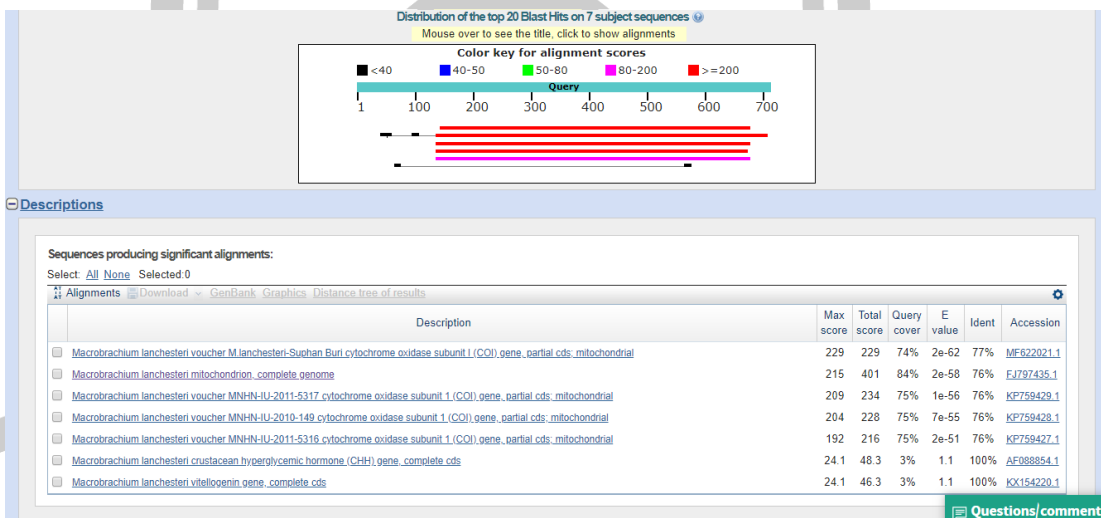 Distribution of the top 20 Blast Hits on 7 subject sequences
Mouse over to see the title, click to show alignments
Color key for alignment scores
<40 40-50 50-80 80-200 >=200
Query
1 100 200 300 400 500 600 700
Descriptions
Sequences producing significant alignments:
Select: All None Selected:0
Alignments Download GenBank Graphics Distance tree of results
Description Max score Total score Query cover E value Ident Accession
Macrobrachium lanchesteri voucher M.lanchesteri-Suphan Buri cytochrome oxidase subunit I (COI) gene, partial cds; mitochondrial 229 229 74% 2e-62 77% MF622021.1
Macrobrachium lanchesteri mitochondrion, complete genome 215 401 84% 2e-58 76% FJ797435.1
Macrobrachium lanchesteri voucher MNHN-IU-2011-5317 cytochrome oxidase subunit 1 (COI) gene, partial cds; mitochondrial 209 234 75% 1e-56 76% KP759429.1
Macrobrachium lanchesteri voucher MNHN-IU-2010-149 cytochrome oxidase subunit 1 (COI) gene, partial cds; mitochondrial 204 228 75% 7e-55 76% KP759428.1
Macrobrachium lanchesteri voucher MNHN-IU-2011-5316 cytochrome oxidase subunit 1 (COI) gene, partial cds; mitochondrial 192 216 75% 2e-51 76% KP759427.1
Macrobrachium lanchesteri crustacean hyperglycemic hormone (CHH) gene, complete cds 24.1 48.3 3% 1.1 100% AF088854.1
Macrobrachium lanchesteri vitellogenin gene, complete cds 24.1 46.3 3% 1.1 100% KX154220.1
Questions/comment